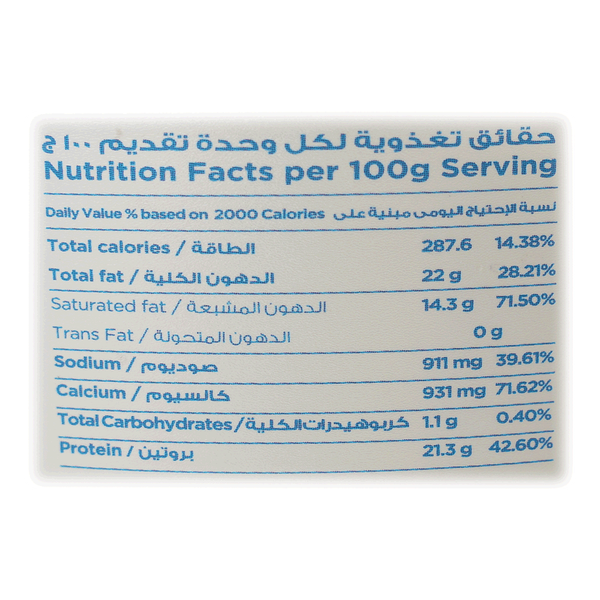 حقائق تغذوية لكل وحدة تقديم ١٠٠ ج
Nutrition Facts per 100g Serving
Daily Value % based on 2000 Calories نسبة الإحتياج اليومى مبنية على
Total calories / الطاقة 287.6 14.38%
Total fat / الدهون الكلية 22 g 28.21%
Saturated fat / الدهون المشبعة 14.3 g 71.50%
Trans Fat / الدهون المتحولة 0 g
Sodium / صوديوم 911 mg 39.61%
Calcium / كالسيوم 931 mg 71.62%
Total Carbohydrates / كربوهيدرات الكلية 1.1 g 0.40%
Protein / بروتين 21.3 g 42.60%